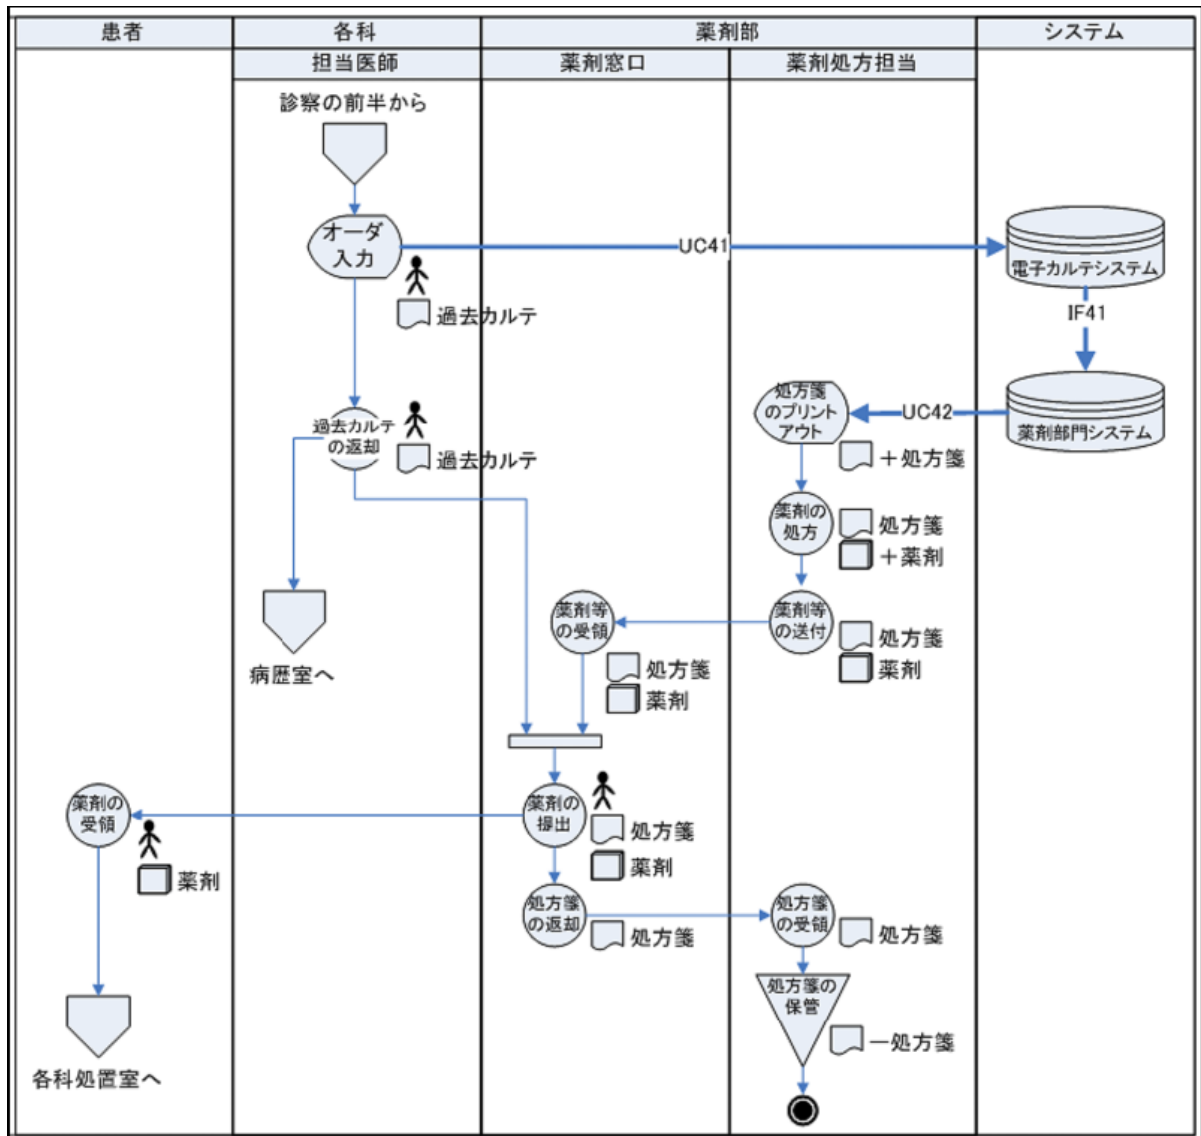 患者
各科
薬剤部
システム
担当医師
薬剤窓口
薬剤処方担当
診察の前半から
オーダ
入力
UC41
電子カルテシステム
過去カルテ
IF41
処方箋
のプリント
アウト
UC42
薬剤部門システム
過去カルテ
の返却
過去カルテ
＋処方箋
薬剤の
処方
処方箋
＋薬剤
薬剤等
の受領
薬剤等
の送付
処方箋
薬剤
処方箋
薬剤
病歴室へ
薬剤の
受領
薬剤
薬剤の
提出
処方箋
薬剤
処方箋
の返却
処方箋
処方箋
の受領
処方箋
処方箋の
保管
－処方箋
各科処置室へ